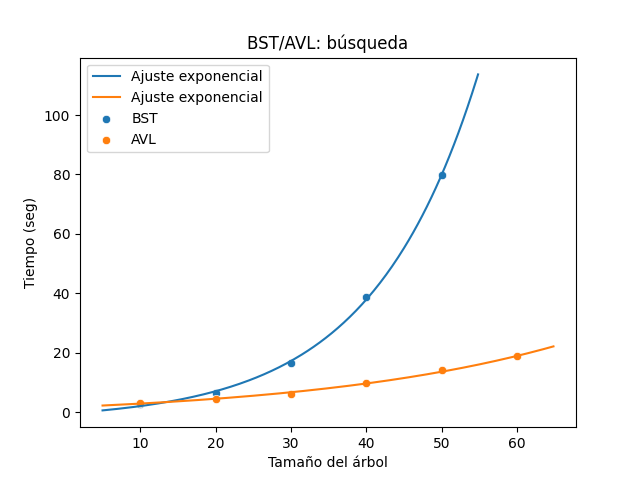 BST/AVL: búsqueda
Ajuste exponencial
Ajuste exponencial
BST
AVL
Tiempo (seg)
100
80
60
40
20
0
10 20 30 40 50 60
Tamaño del árbol